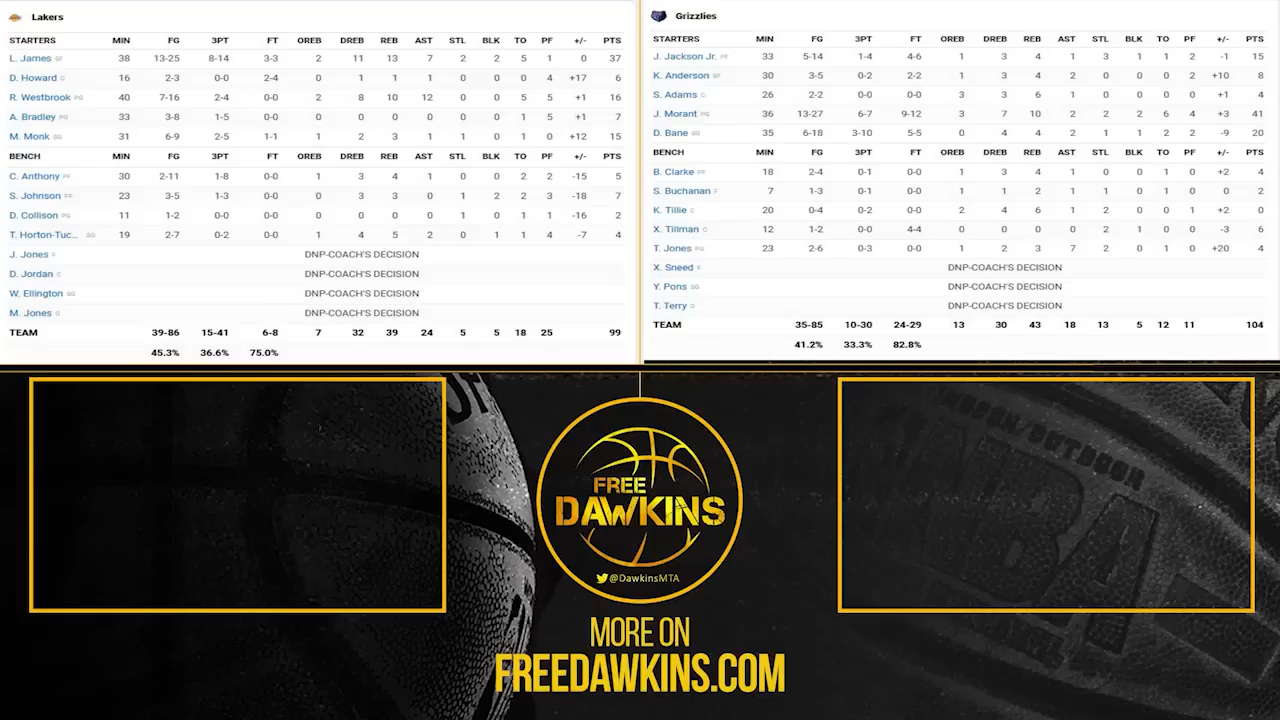 Lakers
STARTERS MIN FG 3PT FT OREB DREB REB AST STL BLK TO PF +/- PTS
L. James SF 38 13-25 8-14 3-3 2 11 13 7 2 2 5 1 0 37
D. Howard C 16 2-3 0-0 2-4 0 1 1 1 0 0 0 4 +17 6
R. Westbrook PG 40 7-16 2-4 0-0 2 8 10 12 0 0 5 5 +1 16
A. Bradley PG 33 3-8 1-5 0-0 0 0 0 0 0 0 1 5 +1 7
M. Monk SG 35 6-9 2-5 1-1 1 2 3 1 1 0 1 0 +12 15
BENCH MIN FG 3PT FT OREB DREB REB AST STL BLK TO PF +/- PTS
C. Anthony PF 30 2-11 1-8 0-0 1 3 4 1 0 0 2 2 -15 5
S. Johnson PF 23 3-5 1-3 0-0 0 3 3 0 1 2 2 3 -18 7
D. Collison PG 11 1-2 0-0 0-0 0 0 0 0 1 0 1 1 -16 2
T. Horton-Tuc... SG 19 2-7 0-2 0-0 1 4 5 2 0 1 1 4 -7 4
J. Jones F DNP-COACH'S DECISION
D. Jordan C DNP-COACH'S DECISION
W. Ellington SG DNP-COACH'S DECISION
M. Jones G DNP-COACH'S DECISION
TEAM 39-86 15-41 6-8 7 32 39 24 5 5 18 25 99
45.3% 36.6% 75.0%
Grizzlies
STARTERS MIN FG 3PT FT OREB DREB REB AST STL BLK TO PF +/- PTS
J. Jackson Jr. PF 33 5-14 1-4 4-6 1 3 4 1 3 1 1 2 -1 15
K. Anderson SF 30 3-5 0-2 2-2 1 3 4 2 0 0 1 2 +10 8
S. Adams C 26 2-2 0-0 0-0 3 3 6 1 0 0 0 0 +1 4
J. Morant PG 36 13-27 6-7 9-12 3 7 10 2 2 2 6 4 +3 41
D. Bane SG 35 6-18 3-10 5-5 0 4 4 2 1 1 2 2 -9 20
BENCH MIN FG 3PT FT OREB DREB REB AST STL BLK TO PF +/- PTS
B. Clarke PF 18 2-4 0-1 0-0 1 3 4 1 0 0 0 0 +2 4
S. Buchanan F 7 1-3 0-1 0-0 1 1 2 1 1 0 0 0 0 2
K. Tillie C 20 0-4 0-2 0-0 2 4 6 1 2 0 0 1 +2 0
X. Tillman C 12 1-2 0-0 4-4 0 0 0 0 2 1 0 0 -3 6
T. Jones PG 23 2-6 0-3 0-0 1 2 3 7 2 0 1 0 +20 4
X. Sneed F DNP-COACH'S DECISION
Y. Pons SG DNP-COACH'S DECISION
T. Terry G DNP-COACH'S DECISION
TEAM 35-85 10-30 24-29 13 30 43 18 13 5 12 11 104
41.2% 33.3% 82.8%
INDOOR/OUTDOOR
FREE
DAWKINS
@DawkinsMTA
MORE ON
FREEDAWKINS.COM